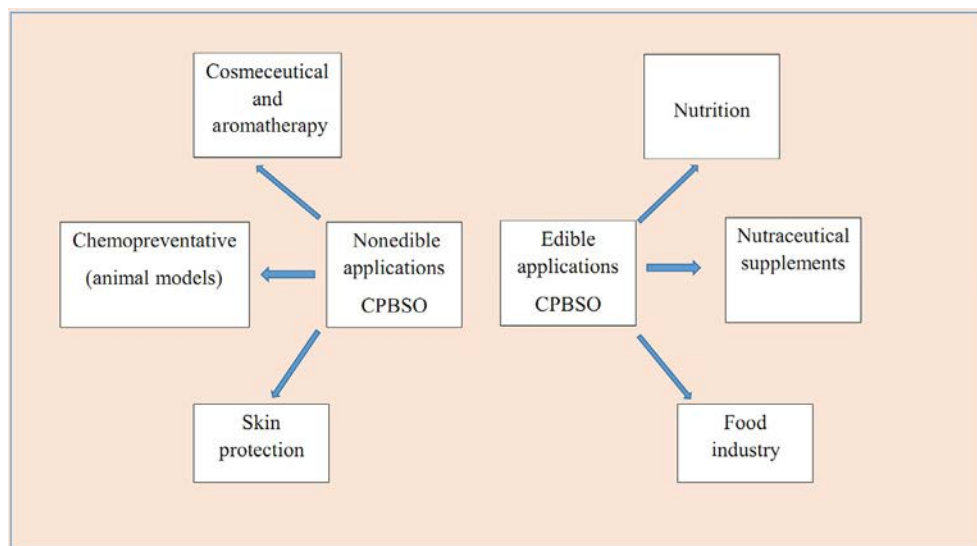 Cosmeceutical
and
aromatherapy
Chemopreventative
(animal models)
Nonedible
applications
CPBSO
Skin
protection
Nutrition
Edible
applications
CPBSO
Nutraceutical
supplements
Food
industry